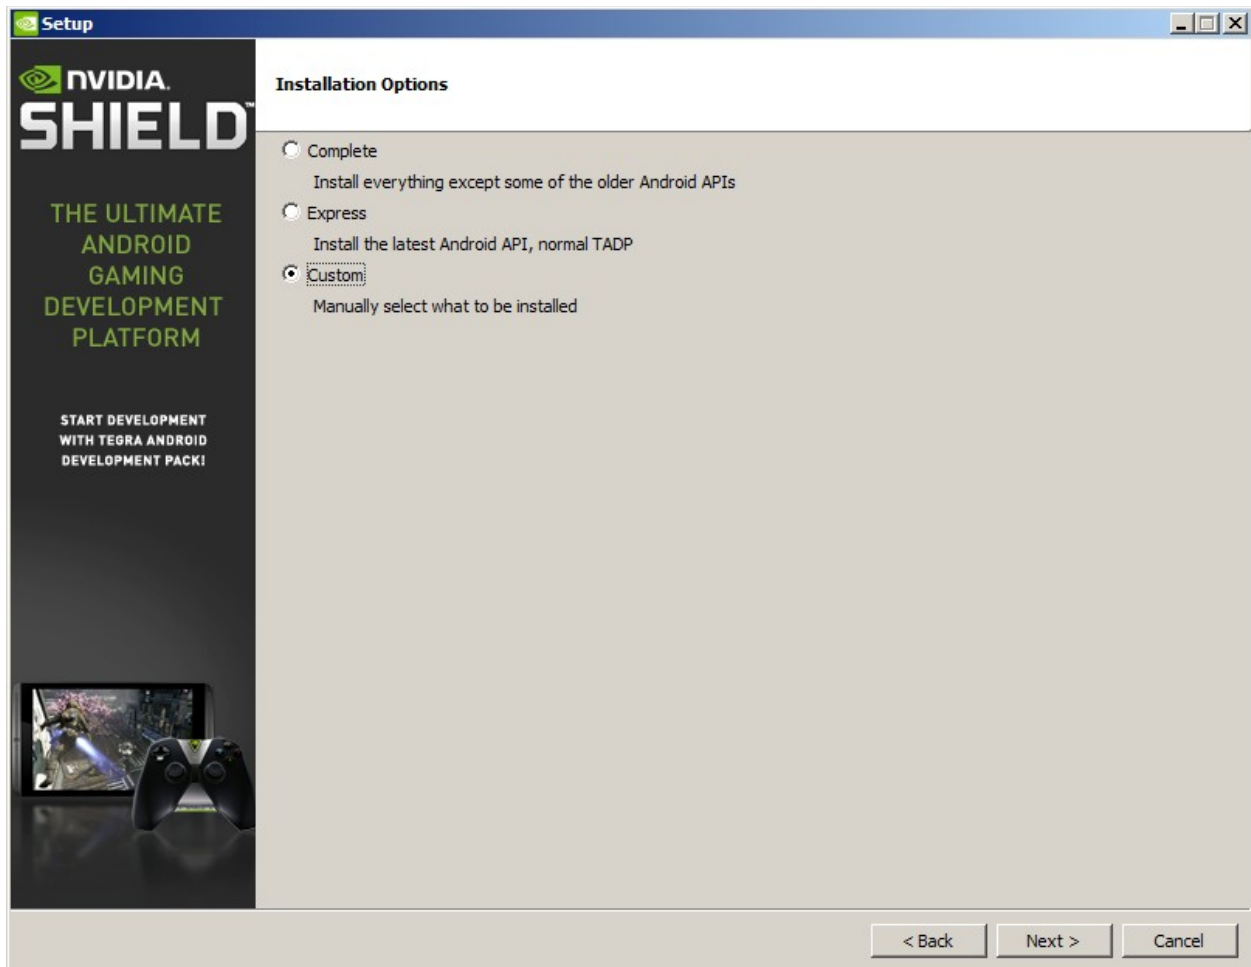 Setup
NVIDIA.
SHIELD™
THE ULTIMATE
ANDROID
GAMING
DEVELOPMENT
PLATFORM
START DEVELOPMENT
WITH TEGRA ANDROID
DEVELOPMENT PACK!
Installation Options
Complete
Install everything except some of the older Android APIs
Express
Install the latest Android API, normal TADP
Custom
Manually select what to be installed
< Back
Next >
Cancel